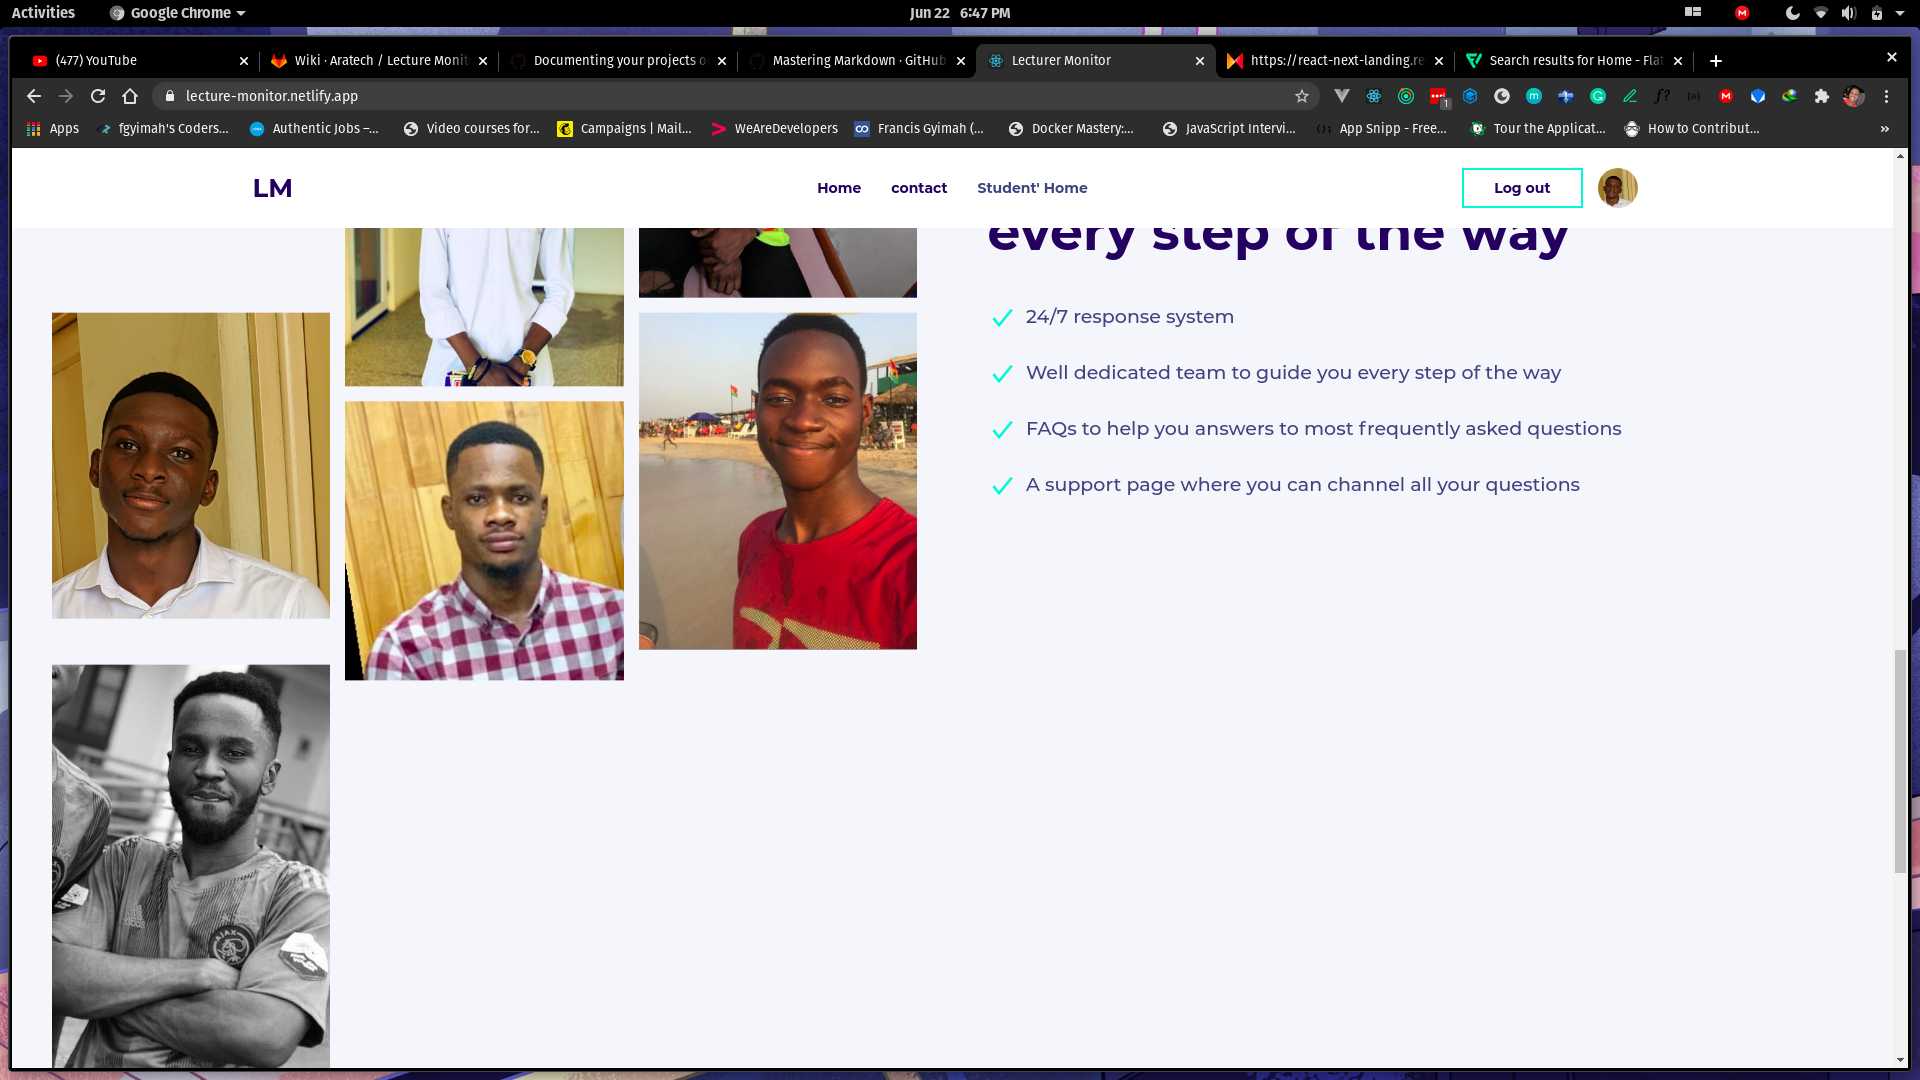 Activities
Google Chrome
Jun 22 6:47 PM
(477) YouTube
Wiki · Aratech / Lecture Monit
Documenting your projects o
Mastering Markdown · GitHub
Lecturer Monitor
https://react-next-landing.re
Search results for Home - Flat
lecture-monitor.netlify.app
1
Apps
fgyimah's Coders...
Authentic Jobs –...
Video courses for...
Campaigns | Mail...
WeAreDevelopers
Francis Gyimah (...
Docker Mastery:...
JavaScript Intervi...
App Snipp - Free...
Tour the Applicat...
How to Contribut...
»
LM
Home
contact
Student' Home
Log out
every step of the way
24/7 response system
Well dedicated team to guide you every step of the way
FAQs to help you answers to most frequently asked questions
A support page where you can channel all your questions
adidas
AJAX